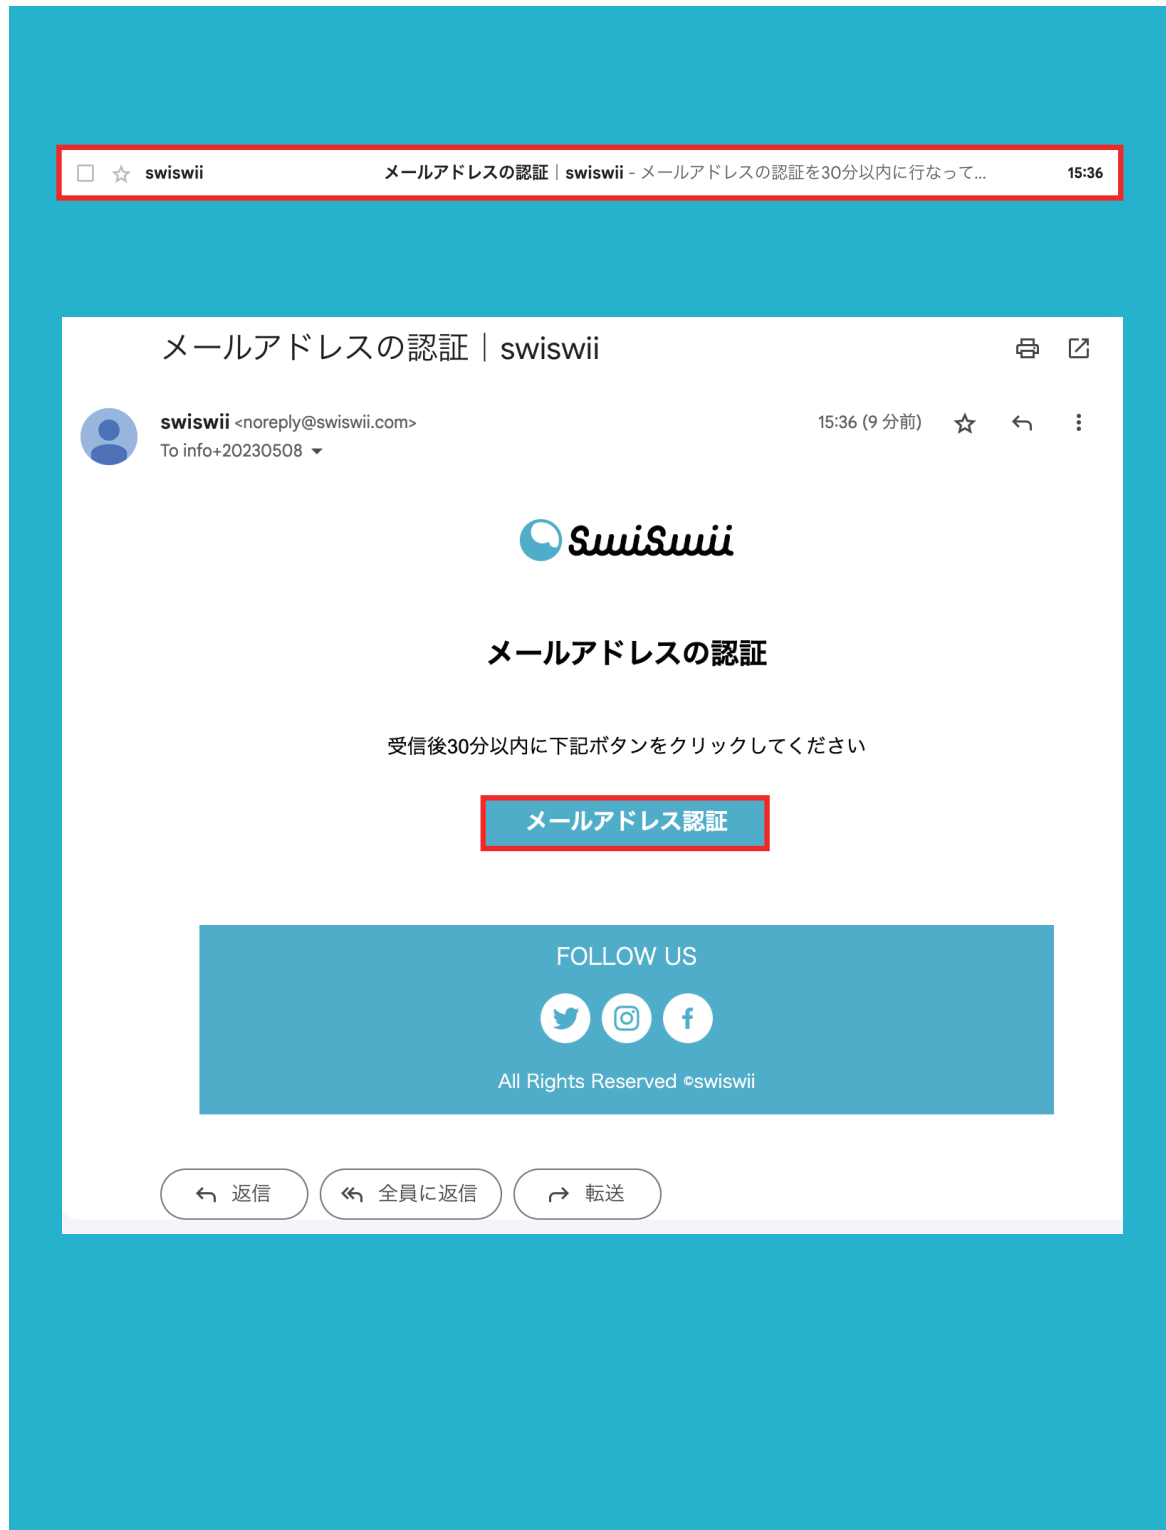 swiswii メールアドレスの認証｜swiswii - メールアドレスの認証を30分以内に行なって... 15:36
メールアドレスの認証｜swiswii
swiswii <noreply@swiswii.com> 15:36 (9 分前)
To info+20230508
SwiSwii
メールアドレスの認証
受信後30分以内に下記ボタンをクリックしてください
メールアドレス認証
FOLLOW US
All Rights Reserved ©swiswii
返信 全員に返信 転送